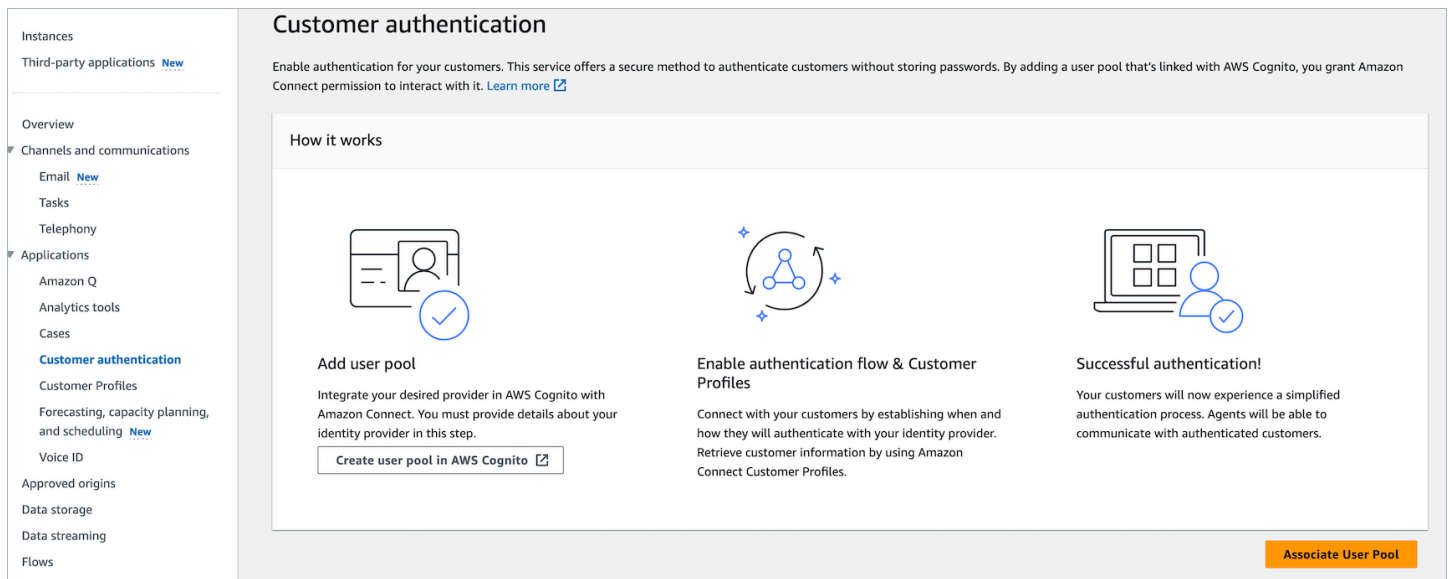 Instances
Third-party applications New
Overview
Channels and communications
Email New
Tasks
Telephony
Applications
Amazon Q
Analytics tools
Cases
Customer authentication
Customer Profiles
Forecasting, capacity planning,
and scheduling New
Voice ID
Approved origins
Data storage
Data streaming
Flows
Customer authentication
Enable authentication for your customers. This service offers a secure method to authenticate customers without storing passwords. By adding a user pool that's linked with AWS Cognito, you grant Amazon
Connect permission to interact with it. Learn more
How it works
Add user pool
Integrate your desired provider in AWS Cognito with
Amazon Connect. You must provide details about your
identity provider in this step.
Create user pool in AWS Cognito
Enable authentication flow & Customer
Profiles
Connect with your customers by establishing when and
how they will authenticate with your identity provider.
Retrieve customer information by using Amazon
Connect Customer Profiles.
Successful authentication!
Your customers will now experience a simplified
authentication process. Agents will be able to
communicate with authenticated customers.
Associate User Pool